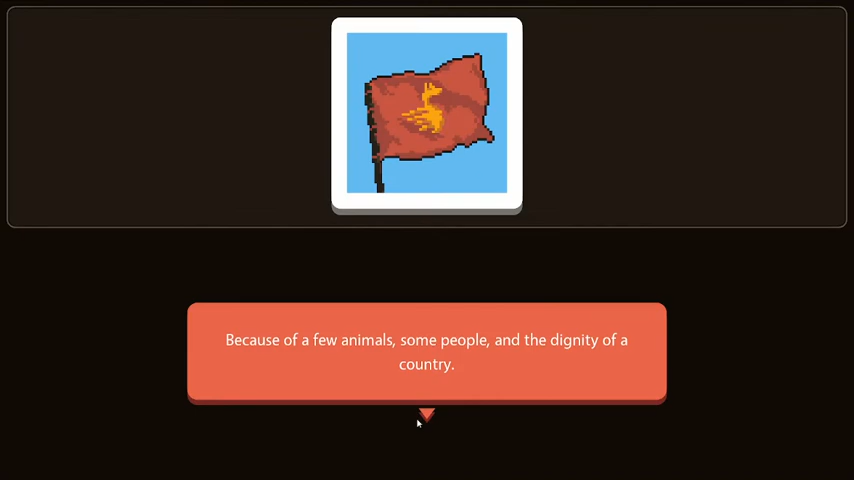 Because of a few animals, some people, and the dignity of a
country.